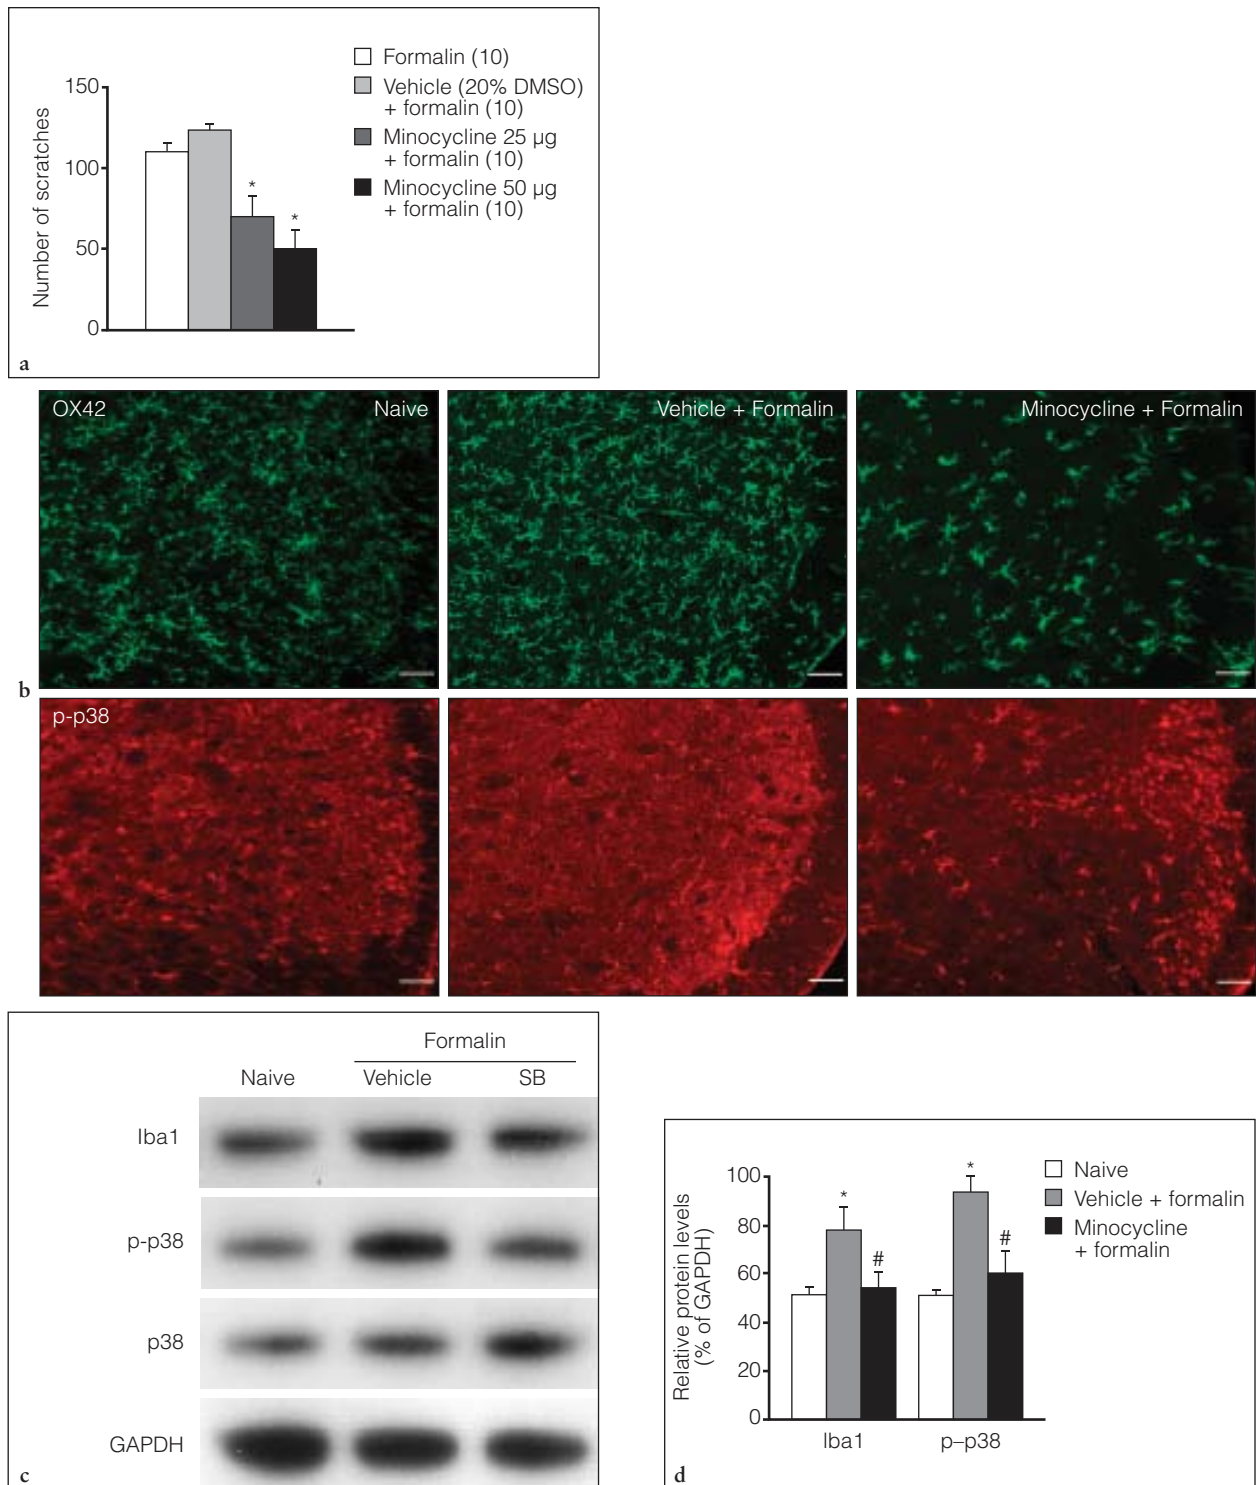 Formalin (10)
Vehicle (20% DMSO)
+ formalin (10)
Minocycline 25 µg
+ formalin (10)
Minocycline 50 µg
+ formalin (10)
Number of scratches
150
100
50
0
*
*
a
OX42
Naive
Vehicle + Formalin
Minocycline + Formalin
b
p-p38
Formalin
Naive
Vehicle
SB
Iba1
p-p38
p38
GAPDH
c
Relative protein levels
(% of GAPDH)
100
80
60
40
20
0
*
#
*
#
Iba1
p–p38
Naive
Vehicle + formalin
Minocycline
+ formalin
d